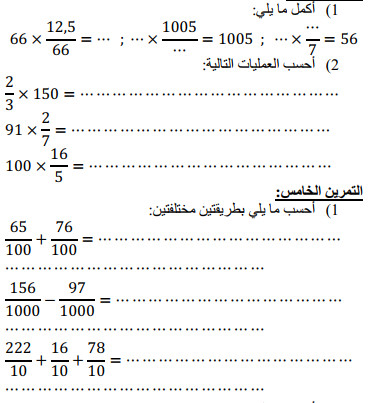 1) أكمل ما يلي:
66 × 12,5/66 = … ; … × 1005/… = 1005 ; … × …/7 = 56
2) أحسب العمليات التالية:
2/3 × 150 = ………………………………………
91 × 2/7 = ………………………………………
100 × 16/5 = ………………………………………
التمرين الخامس:
1) أحسب ما يلي بطريقتين مختلفتين:
65/100 + 76/100 = ………………………………………
………………………………………
156/1000 − 97/1000 = ………………………………………
………………………………………
222/10 + 16/10 + 78/10 = ………………………………………
………………………………………